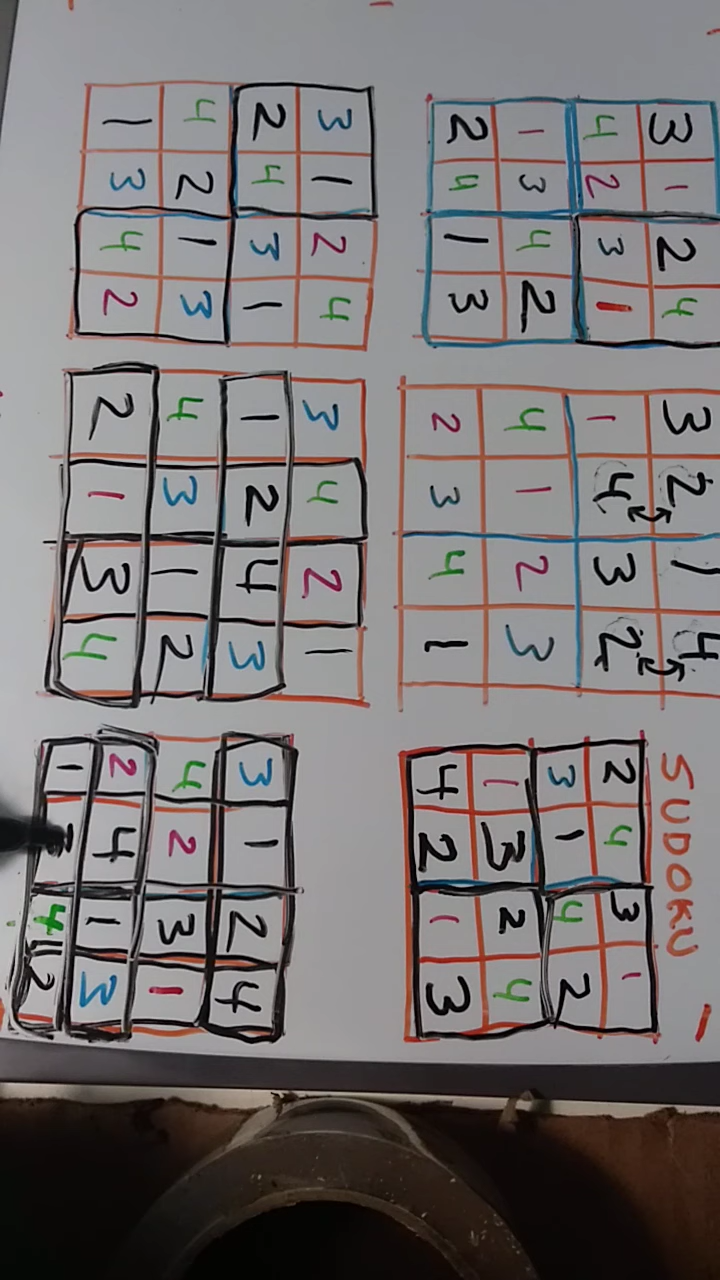 SUDOKU
3 1 2 4
4 2 3 1
1 3 4 2
2 4 1 3
3 2 1 4
1 4 3 2
4 1 2 3
2 3 4 1
2 4 3 1
3 1 4 2
1 3 2 4
4 2 1 3
3 1 2 4
2 4 3 1
4 2 1 3
1 3 4 2
3 4 2 1
1 2 4 3
4 3 1 2
2 1 3 4
3 1 2 4
4 2 3 1
2 4 1 3
1 4 2